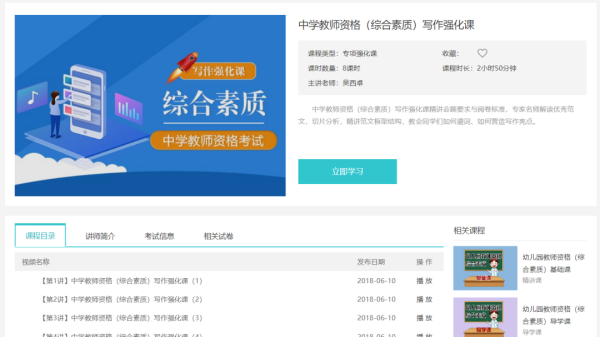 写作强化课
综合素质
中学教师资格考试
中学教师资格（综合素质）写作强化课
课程类型：专项强化课
收藏：
课时数量：8课时
课程时长：2小时50分钟
主讲老师：吴西卓
中学教师资格（综合素质）写作强化课精讲命题要求与阅卷标准，专家名师解读优秀范
文，切片分析，精讲范文框架结构，教会同学们如何遣词、如何营造写作亮点。
立即学习
课程目录
讲师简介
考试信息
相关试卷
视频名称
发布日期
操 作
【第1讲】中学教师资格（综合素质）写作强化课（1）
2018-06-10
播 放
【第2讲】中学教师资格（综合素质）写作强化课（2）
2018-06-10
播 放
【第3讲】中学教师资格（综合素质）写作强化课（3）
2018-06-10
播 放
【第4讲】中学教师资格（综合素质）写作强化课（4）
2018-06-10
播 放
相关课程
幼儿园教师资格（综
合素质）基础课
精讲课
幼儿园教师资格（综
合素质）导学课
导学课